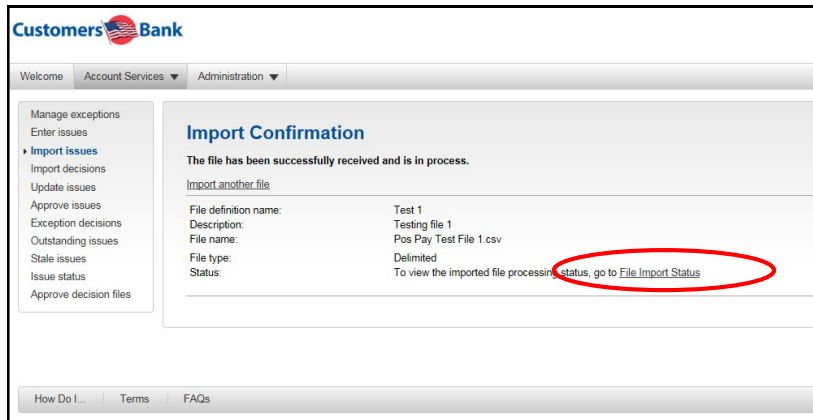 Customers Bank
Welcome Account Services Administration
Manage exceptions
Enter issues
Import issues
Import decisions
Update issues
Approve issues
Exception decisions
Outstanding issues
Stale issues
Issue status
Approve decision files
Import Confirmation
The file has been successfully received and is in process.
Import another file
File definition name: Test 1
Description: Testing file 1
File name: Pos Pay Test File 1.csv
File type: Delimited
Status: To view the imported file processing status, go to File Import Status
How Do I... Terms FAQs